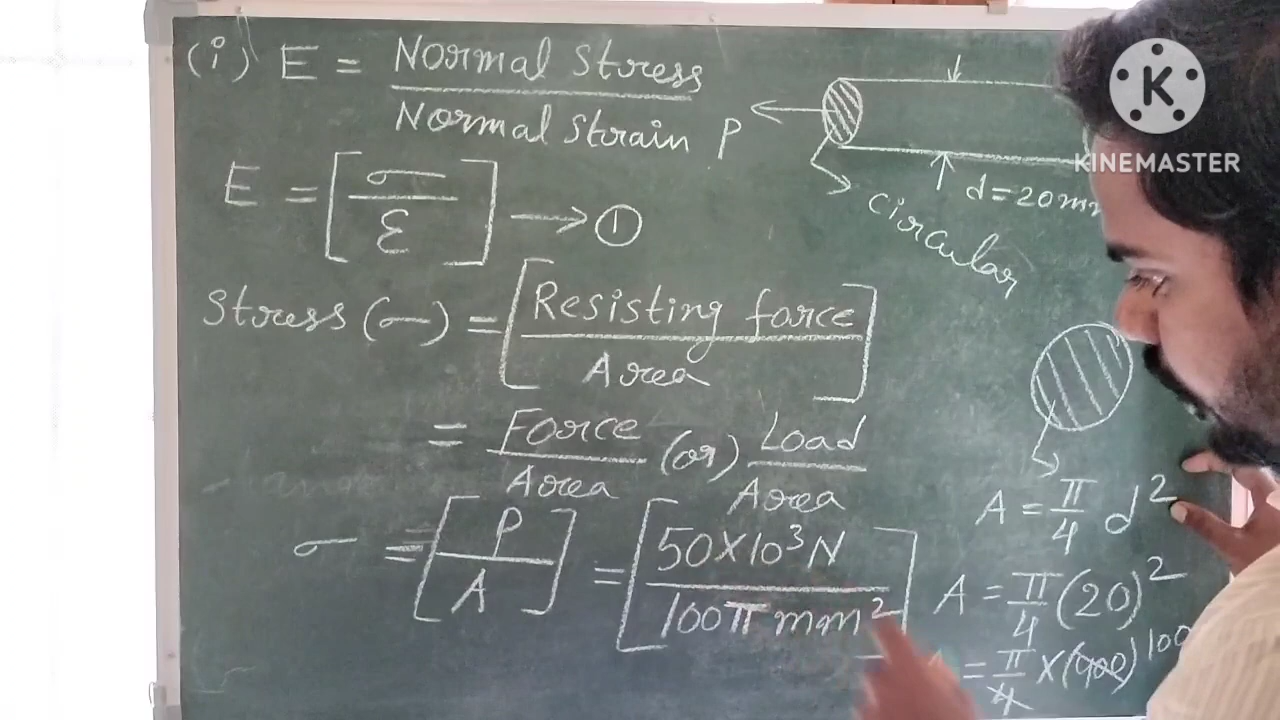 (i) E = Normal Stress / Normal Strain
P
d = 20mm
circular
E = [σ / ε] → ①
Stress (σ) = [Resisting force / Area]
= Force / Area (or) Load / Area
σ = [P / A] = [50×10³N / 100π mm²]
A = π/4 d²
A = π/4 (20)²
= π/4 × (400) 100
K
KINEMASTER